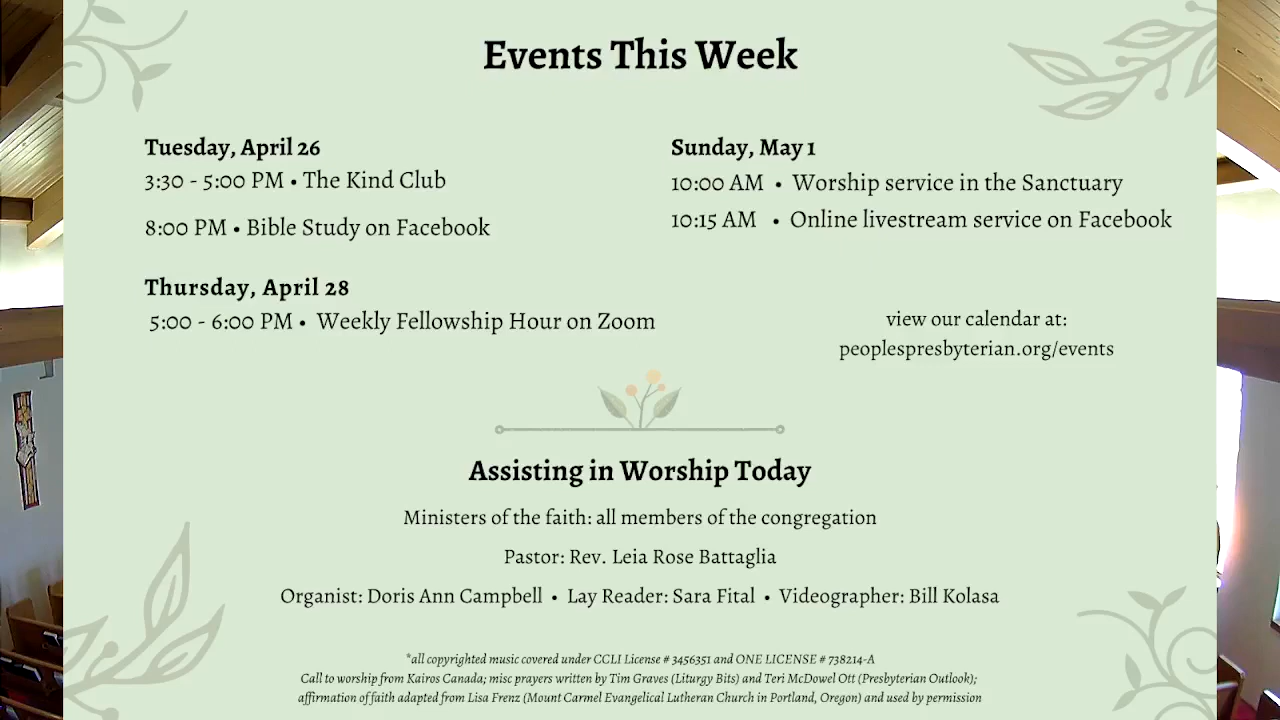 Events This Week
Tuesday, April 26
3:30 - 5:00 PM • The Kind Club
8:00 PM • Bible Study on Facebook
Thursday, April 28
5:00 - 6:00 PM • Weekly Fellowship Hour on Zoom
Sunday, May 1
10:00 AM • Worship service in the Sanctuary
10:15 AM • Online livestream service on Facebook
view our calendar at:
peoplespresbyterian.org/events
Assisting in Worship Today
Ministers of the faith: all members of the congregation
Pastor: Rev. Leia Rose Battaglia
Organist: Doris Ann Campbell • Lay Reader: Sara Fital • Videographer: Bill Kolasa
*all copyrighted music covered under CCLI License # 3456351 and ONE LICENSE # 738214-A
Call to worship from Kairos Canada; misc prayers written by Tim Graves (Liturgy Bits) and Teri McDowel Ott (Presbyterian Outlook);
affirmation of faith adapted from Lisa Frenz (Mount Carmel Evangelical Lutheran Church in Portland, Oregon) and used by permission